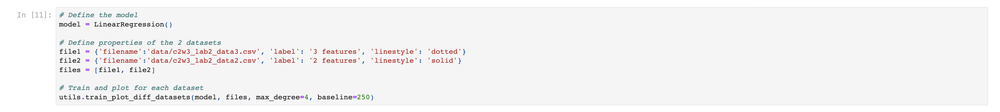 In [11]:
# Define the model
model = LinearRegression()

# Define properties of the 2 datasets
file1 = {'filename':'data/c2w3_lab2_data3.csv', 'label': '3 features', 'linestyle': 'dotted'}
file2 = {'filename':'data/c2w3_lab2_data2.csv', 'label': '2 features', 'linestyle': 'solid'}
files = [file1, file2]

# Train and plot for each dataset
utils.train_plot_diff_datasets(model, files, max_degree=4, baseline=250)